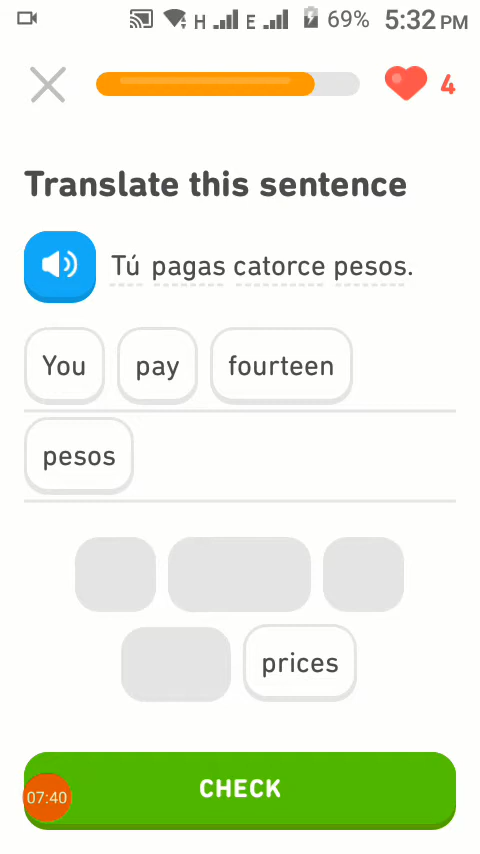 H E 69% 5:32 PM
4
Translate this sentence
Tú pagas catorce pesos.
You pay fourteen
pesos
prices
CHECK
07:40